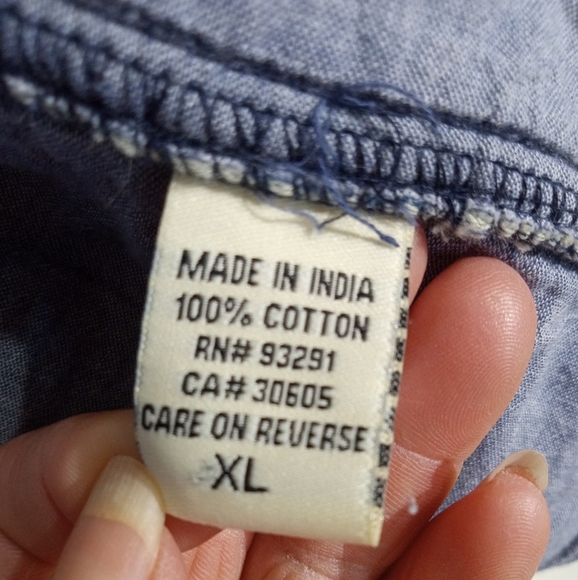 MADE IN INDIA
100% COTTON
RN# 93291
CA# 30605
CARE ON REVERSE
XL